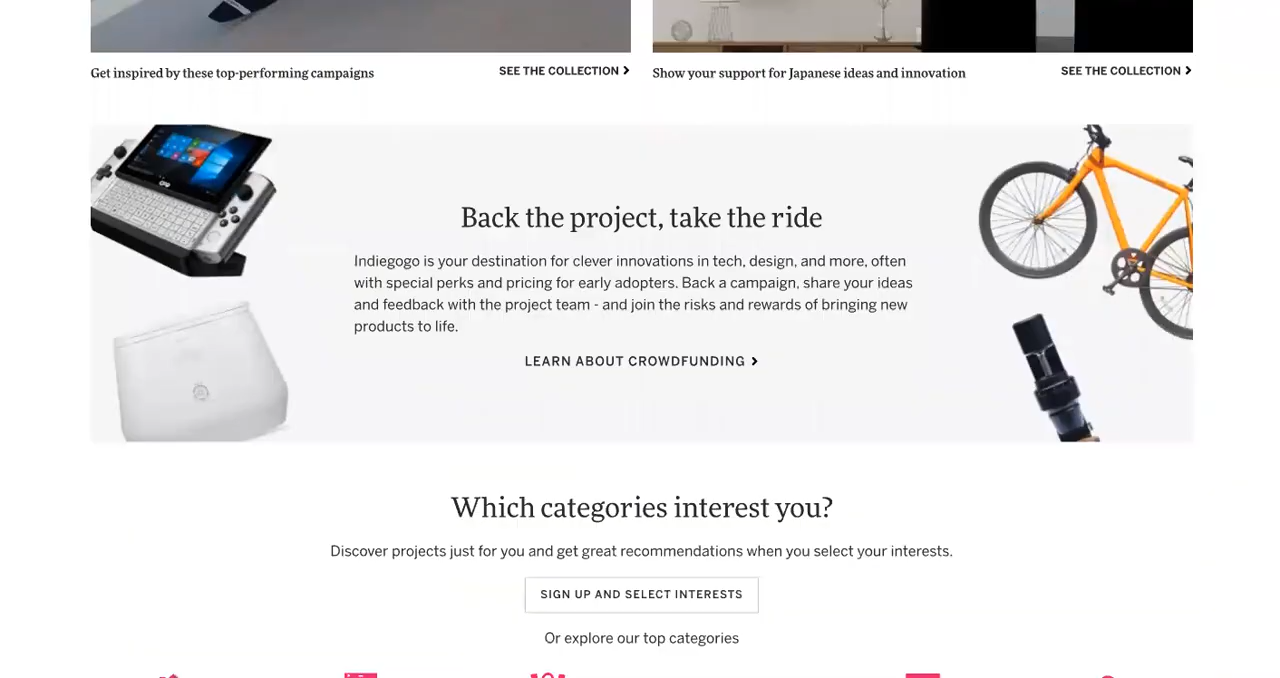 Get inspired by these top-performing campaigns SEE THE COLLECTION
Show your support for Japanese ideas and innovation SEE THE COLLECTION
Back the project, take the ride
Indiegogo is your destination for clever innovations in tech, design, and more, often
with special perks and pricing for early adopters. Back a campaign, share your ideas
and feedback with the project team - and join the risks and rewards of bringing new
products to life.
LEARN ABOUT CROWDFUNDING
Which categories interest you?
Discover projects just for you and get great recommendations when you select your interests.
SIGN UP AND SELECT INTERESTS
Or explore our top categories